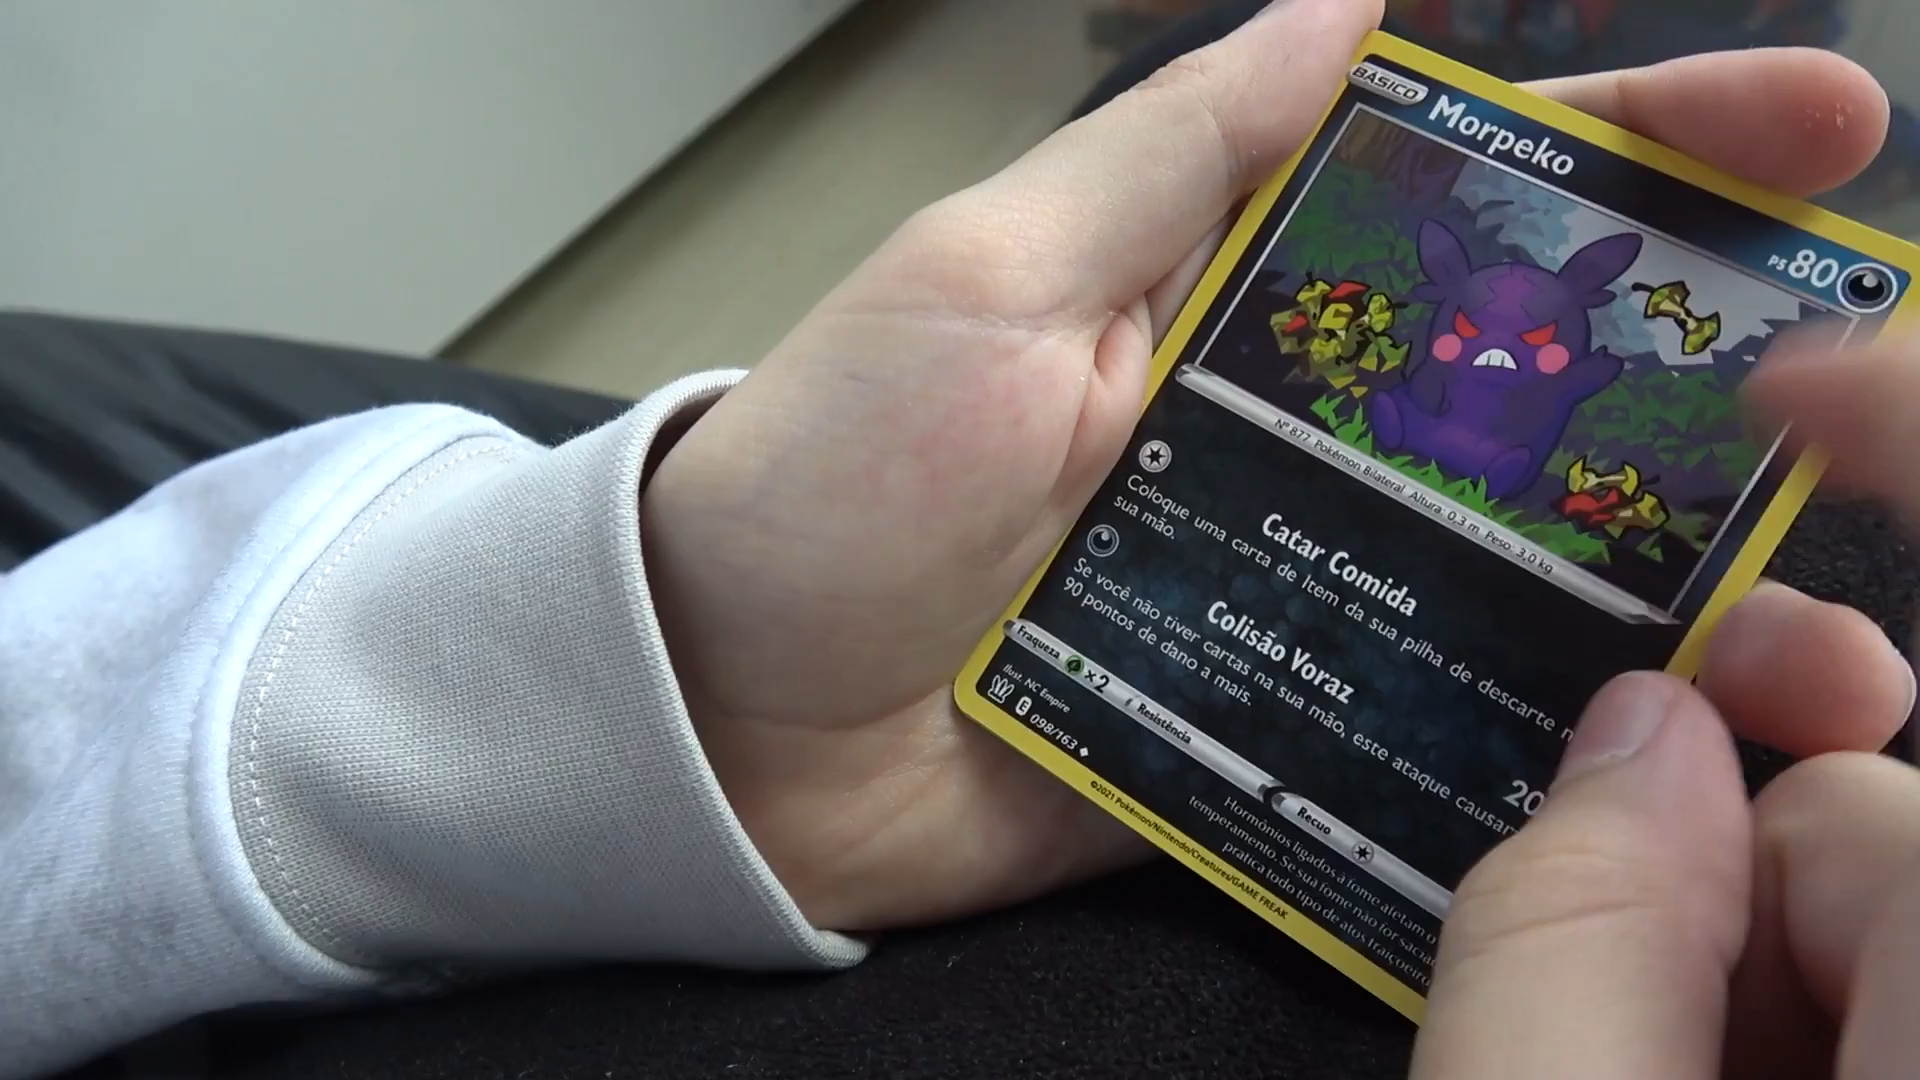 BÁSICO Morpeko PS80
Nº 877 Pokémon Bilateral Altura: 0,3 m Peso: 3,0 kg
Catar Comida
Coloque uma carta de Item da sua pilha de descarte
sua mão.
Colisão Voraz 20
Se você não tiver cartas na sua mão, este ataque
90 pontos de dano a mais.
Fraqueza ×2 Resistência Recuo
Ilust. NC Empire
E 098/163
Hormônios ligados à fome afetam o
temperamento. Se sua fome não for
pratica todo tipo de atos
©2021 Pokémon/Nintendo/Creatures/GAME FREAK